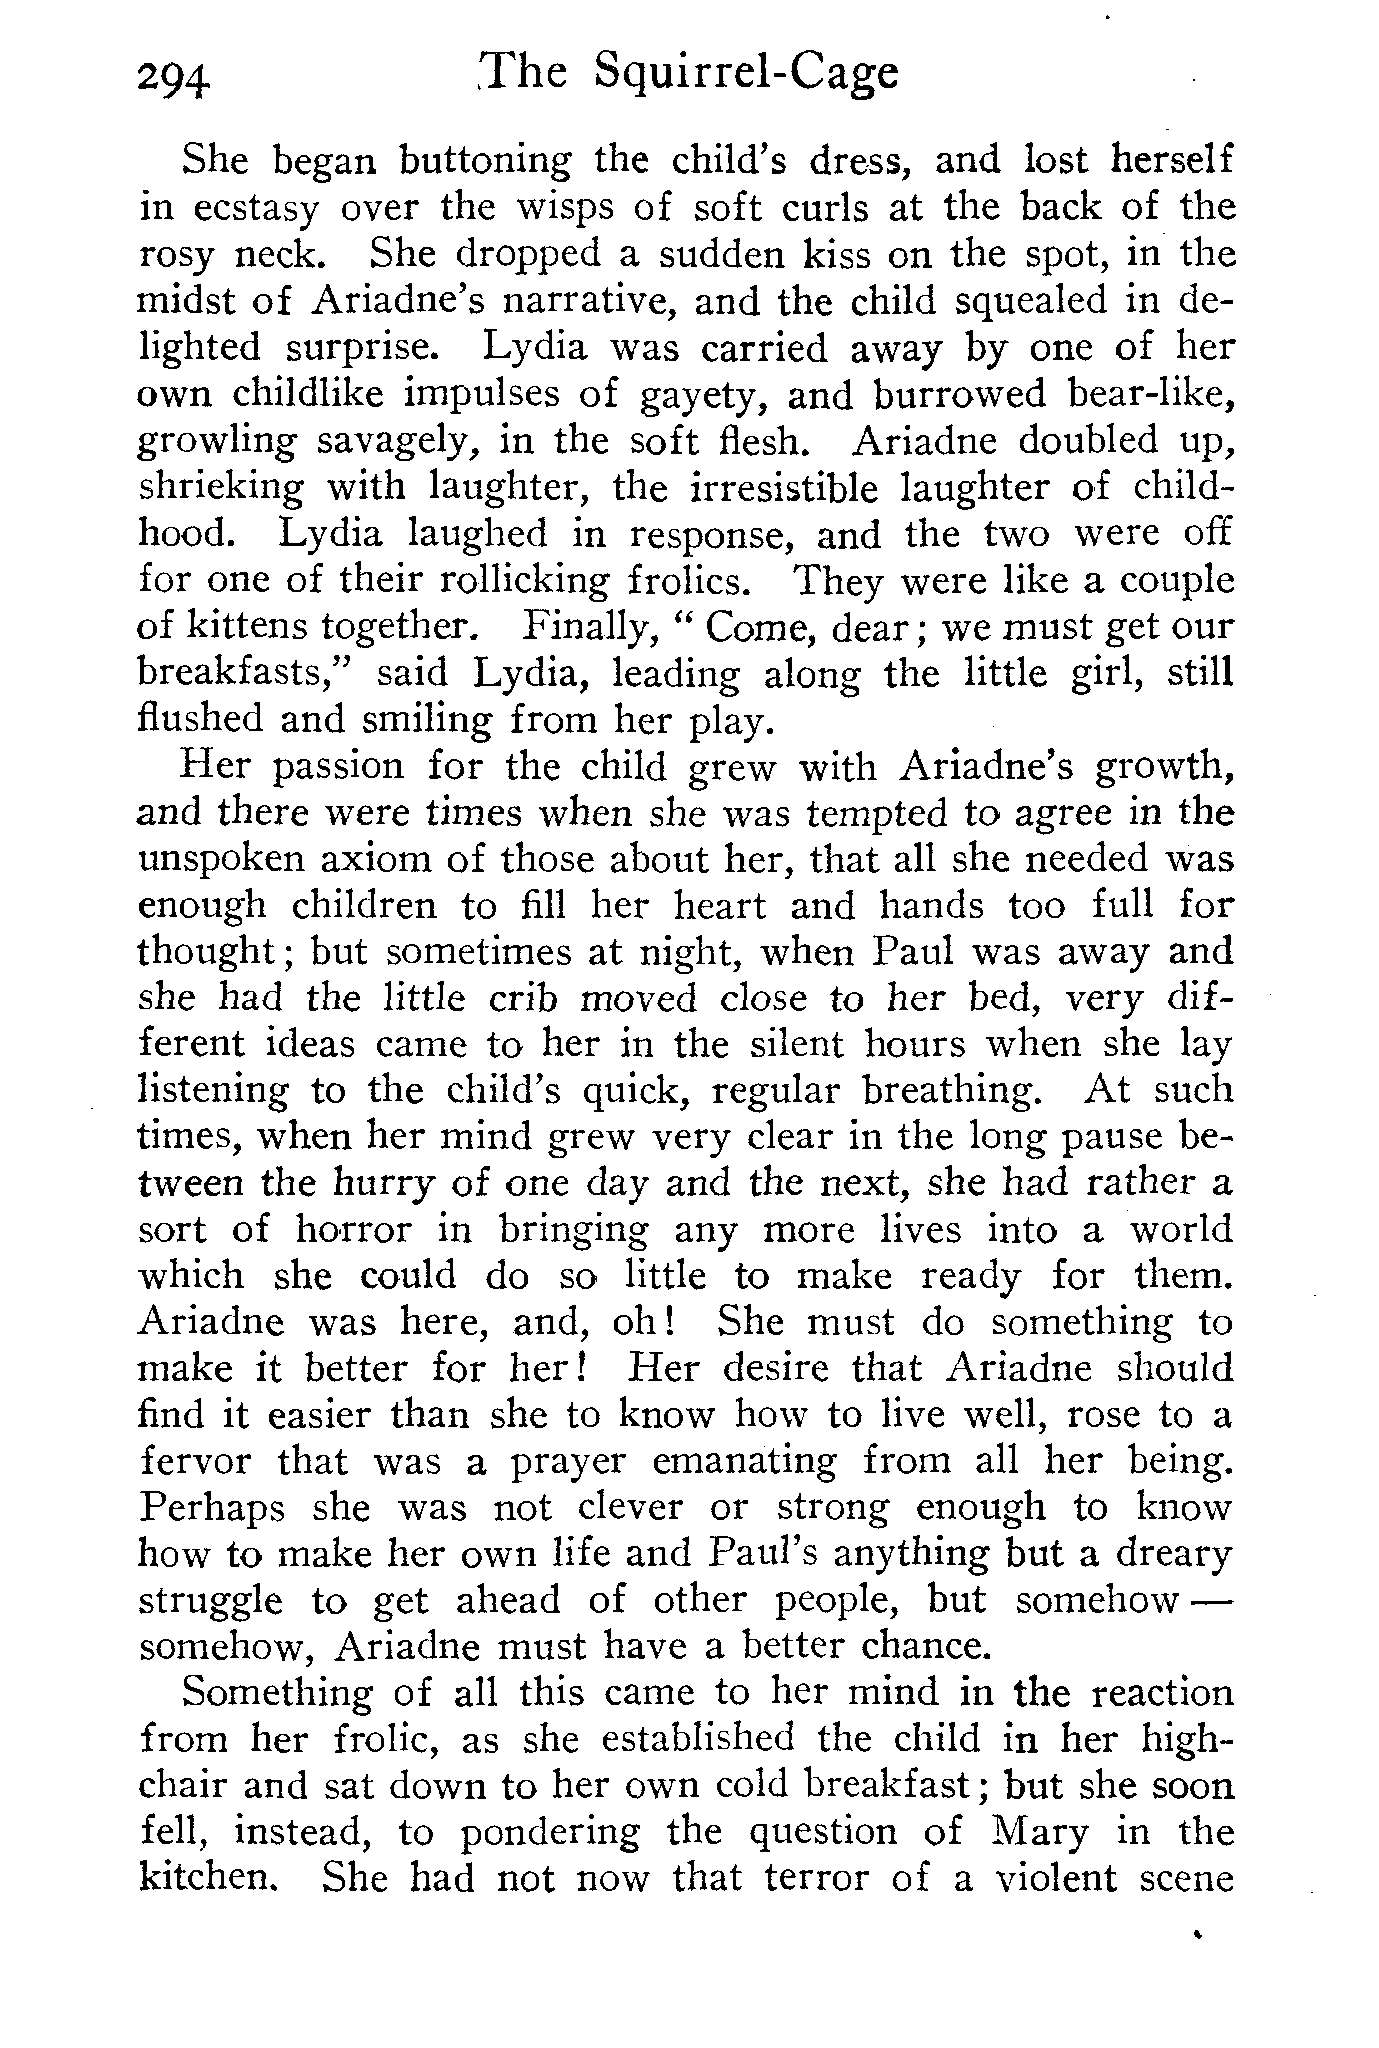 294 The Squirrel-Cage
She began buttoning the child's dress, and lost herself
in ecstasy over the wisps of soft curls at the back of the
rosy neck. She dropped a sudden kiss on the spot, in the
midst of Ariadne's narrative, and the child squealed in de-
lighted surprise. Lydia was carried away by one of her
own childlike impulses of gayety, and burrowed bear-like,
growling savagely, in the soft flesh. Ariadne doubled up,
shrieking with laughter, the irresistible laughter of child-
hood. Lydia laughed in response, and the two were off
for one of their rollicking frolics. They were like a couple
of kittens together. Finally, " Come, dear ; we must get our
breakfasts," said Lydia, leading along the little girl, still
flushed and smiling from her play.
Her passion for the child grew with Ariadne's growth,
and there were times when she was tempted to agree in the
unspoken axiom of those about her, that all she needed was
enough children to fill her heart and hands too full for
thought ; but sometimes at night, when Paul was away and
she had the little crib moved close to her bed, very dif-
ferent ideas came to her in the silent hours when she lay
listening to the child's quick, regular breathing. At such
times, when her mind grew very clear in the long pause be-
tween the hurry of one day and the next, she had rather a
sort of horror in bringing any more lives into a world
which she could do so little to make ready for them.
Ariadne was here, and, oh ! She must do something to
make it better for her ! Her desire that Ariadne should
find it easier than she to know how to live well, rose to a
fervor that was a prayer emanating from all her being.
Perhaps she was not clever or strong enough to know
how to make her own life and Paul's anything but a dreary
struggle to get ahead of other people, but somehow —
somehow, Ariadne must have a better chance.
Something of all this came to her mind in the reaction
from her frolic, as she established the child in her high-
chair and sat down to her own cold breakfast ; but she soon
fell, instead, to pondering the question of Mary in the
kitchen. She had not now that terror of a violent scene